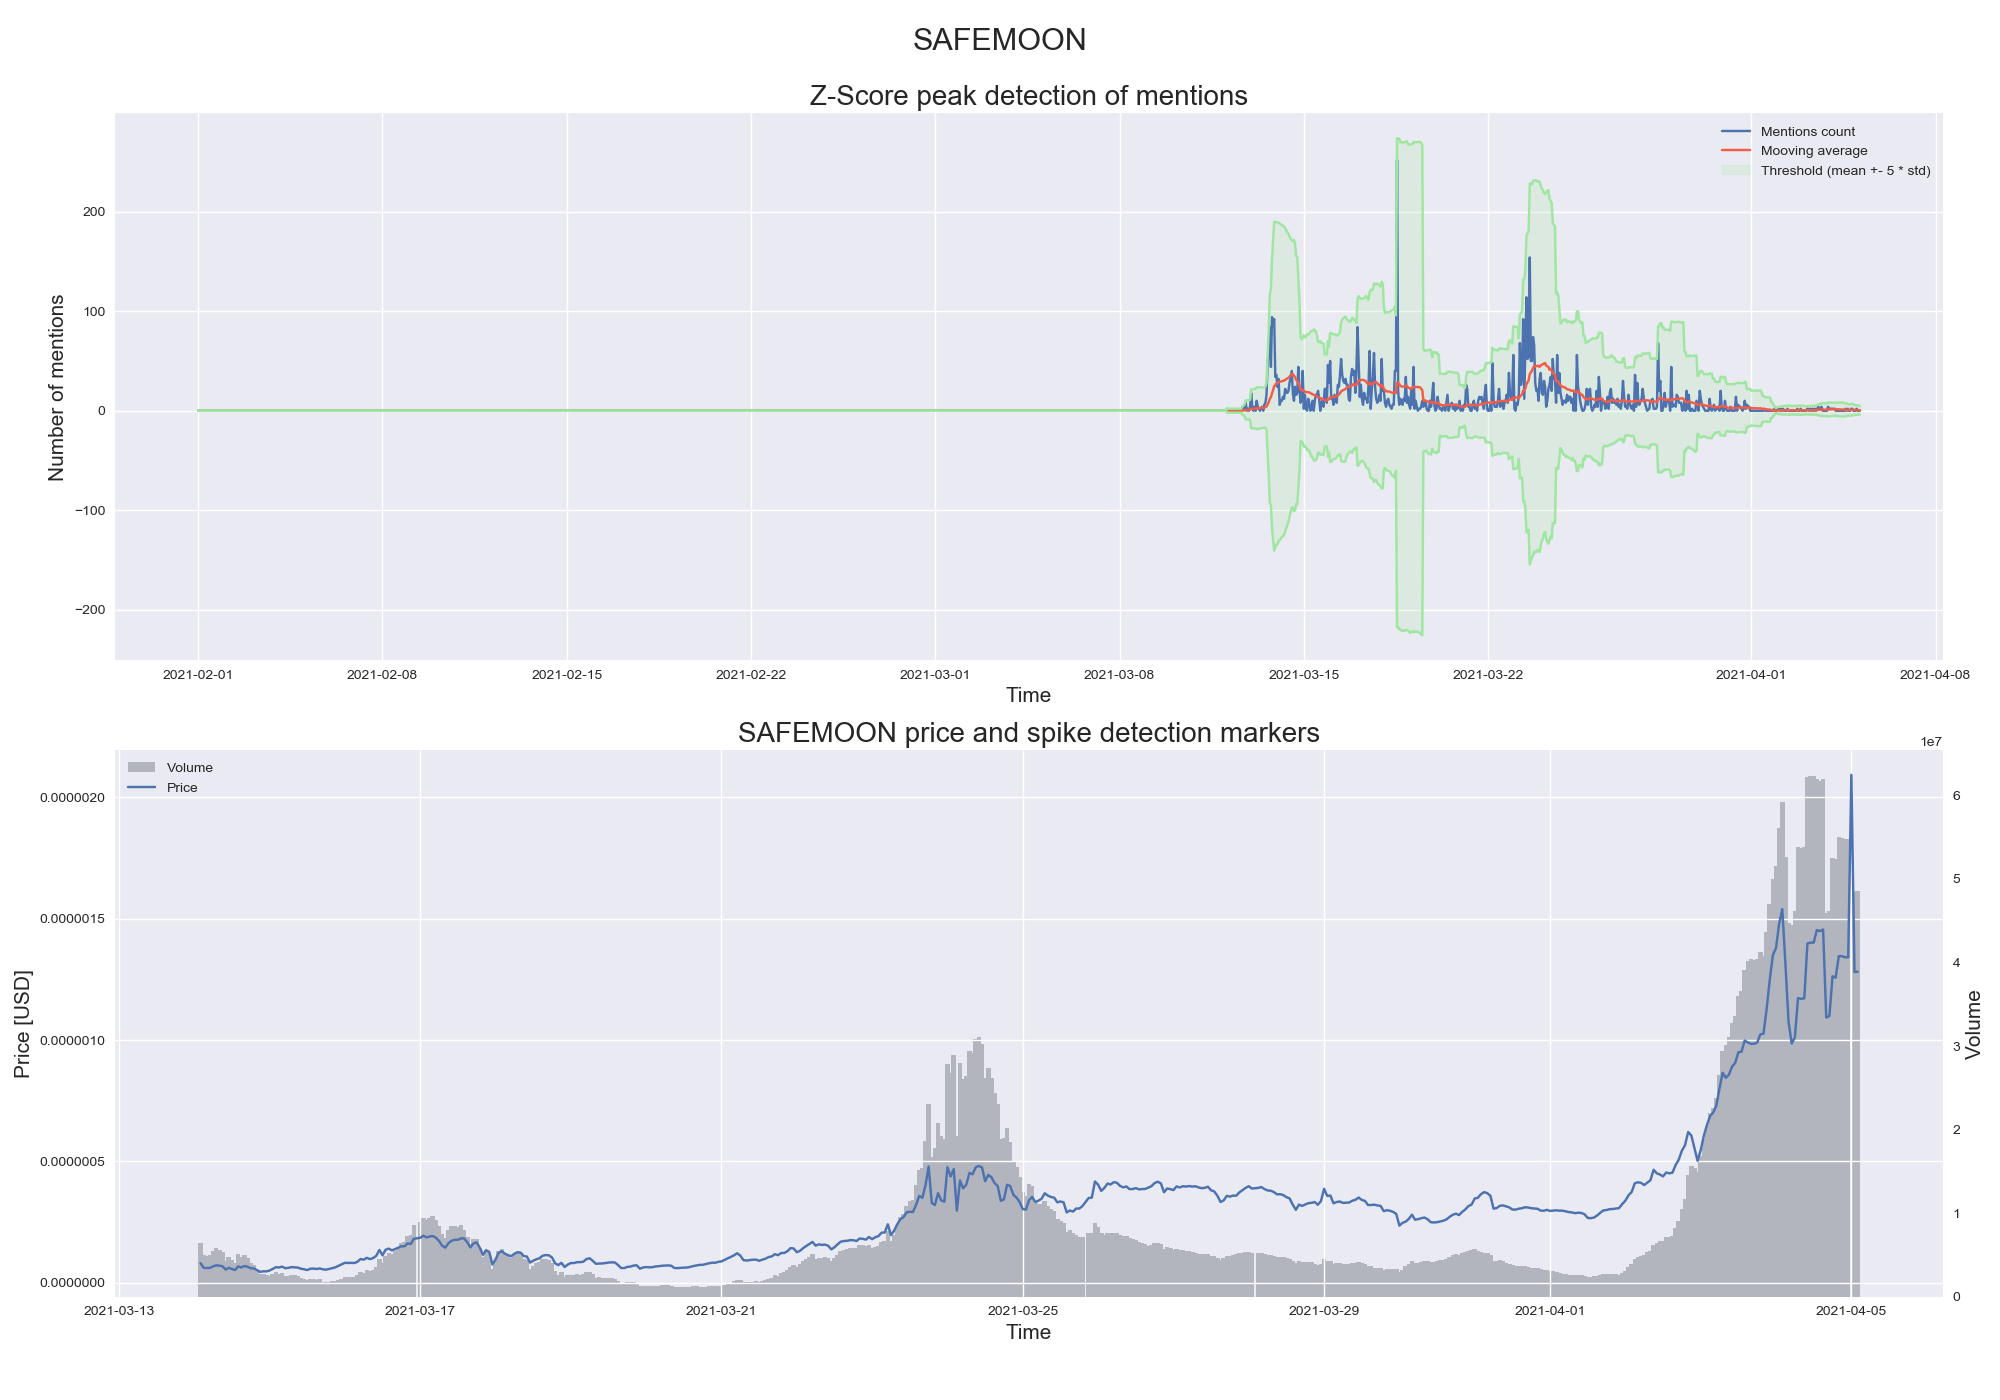 SAFEMOON
Z-Score peak detection of mentions
Mentions count
Mooving average
Threshold (mean +- 5 * std)
Number of mentions
200
100
0
−100
−200
2021-02-01 2021-02-08 2021-02-15 2021-02-22 2021-03-01 2021-03-08 2021-03-15 2021-03-22 2021-04-01 2021-04-08
Time
SAFEMOON price and spike detection markers
1e7
Volume
Price
Price [USD]
0.0000020
0.0000015
0.0000010
0.0000005
0.0000000
6
5
4
3
2
1
0
Volume
2021-03-13 2021-03-17 2021-03-21 2021-03-25 2021-03-29 2021-04-01 2021-04-05
Time